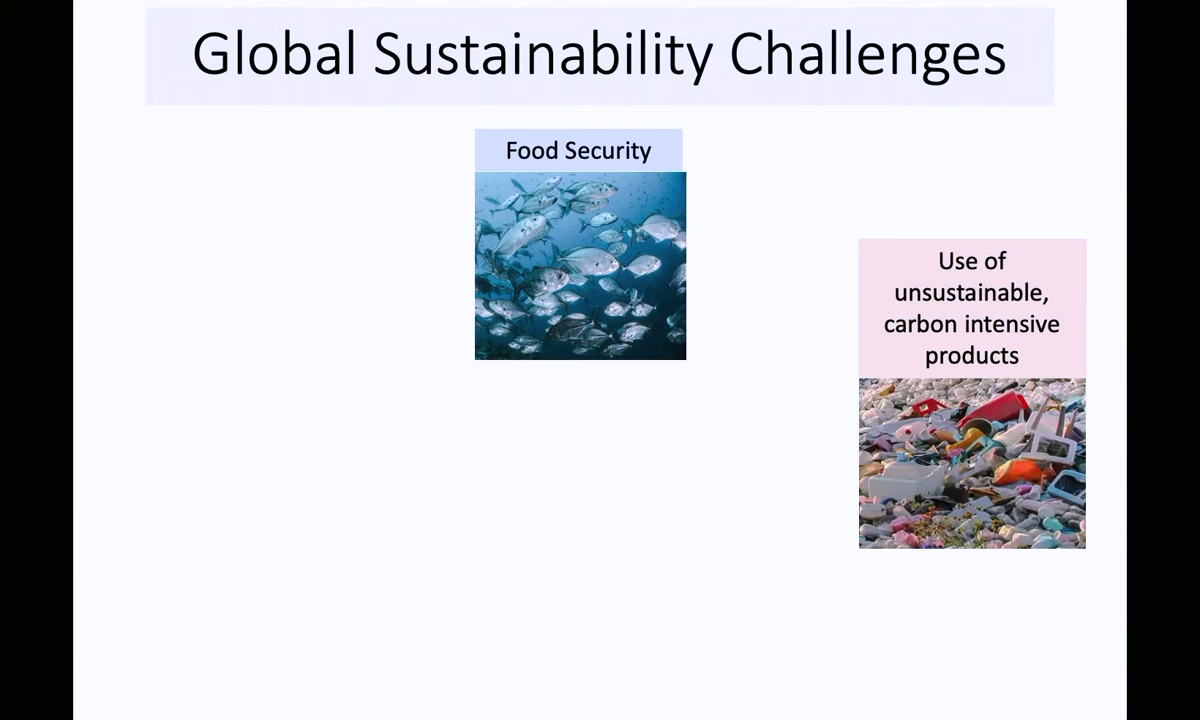 Global Sustainability Challenges
Food Security
Use of
unsustainable,
carbon intensive
products